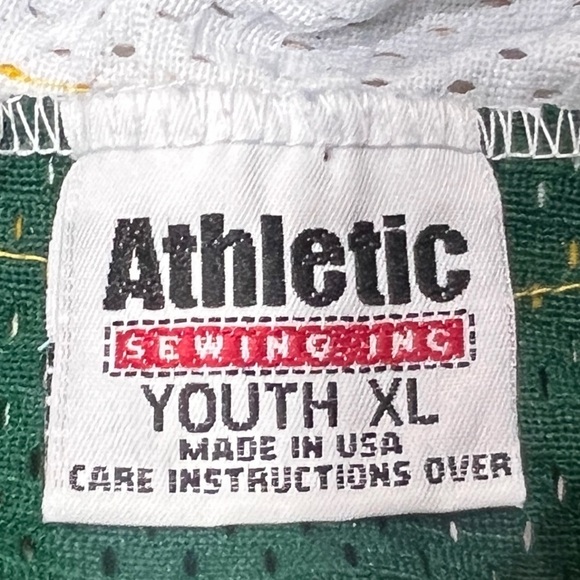 Athletic
SEWING INC
YOUTH XL
MADE IN USA
CARE INSTRUCTIONS OVER